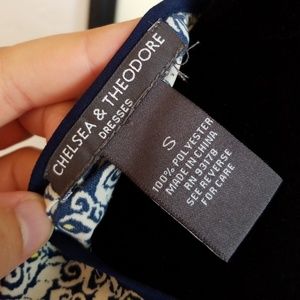 CHELSEA & THEODORE
DRESSES
S
100% POLYESTER
MADE IN CHINA
RN 93178
SEE REVERSE
FOR CARE